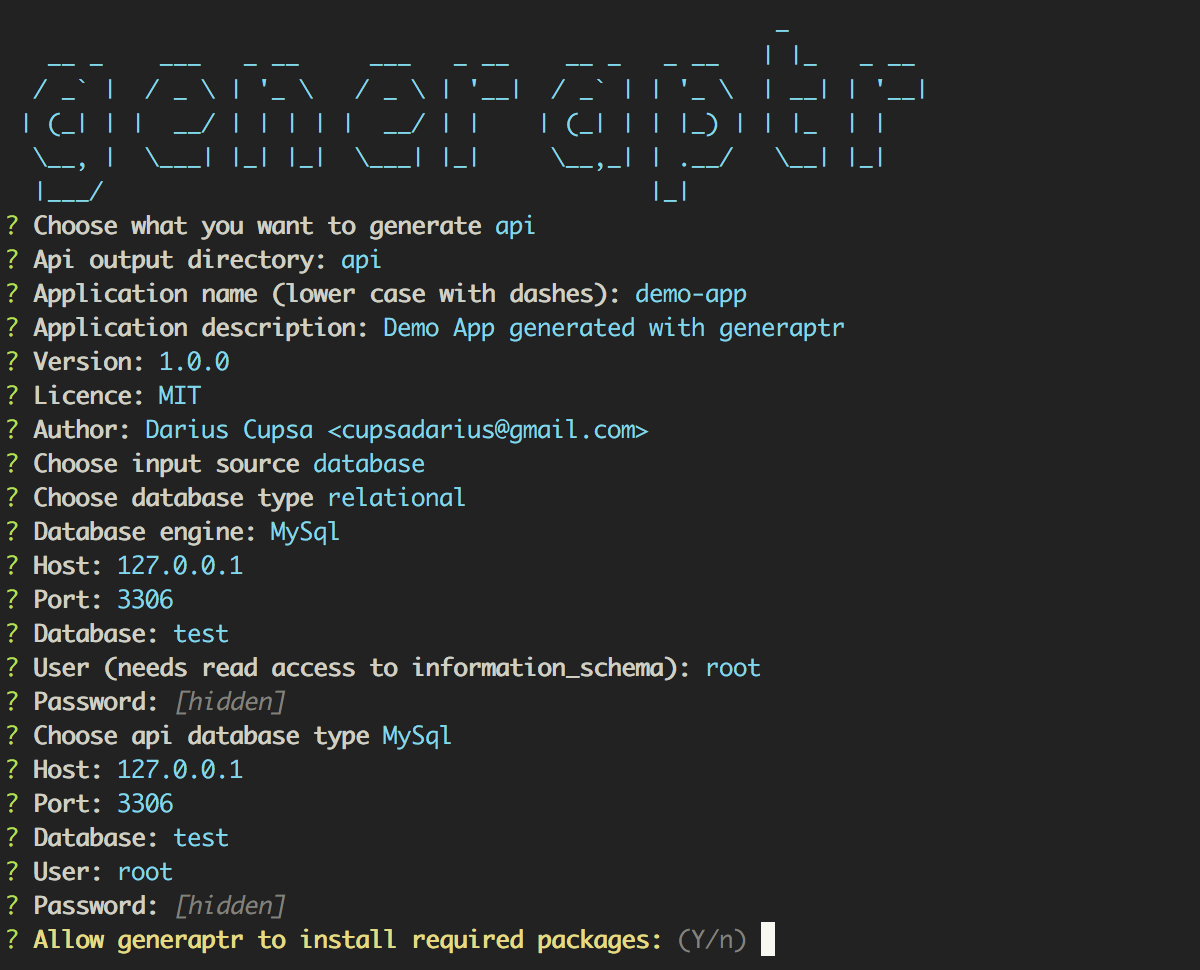 generaptr
? Choose what you want to generate api
? Api output directory: api
? Application name (lower case with dashes): demo-app
? Application description: Demo App generated with generaptr
? Version: 1.0.0
? Licence: MIT
? Author: Darius Cupsa <cupsadarius@gmail.com>
? Choose input source database
? Choose database type relational
? Database engine: MySql
? Host: 127.0.0.1
? Port: 3306
? Database: test
? User (needs read access to information_schema): root
? Password: [hidden]
? Choose api database type MySql
? Host: 127.0.0.1
? Port: 3306
? Database: test
? User: root
? Password: [hidden]
? Allow generaptr to install required packages: (Y/n)